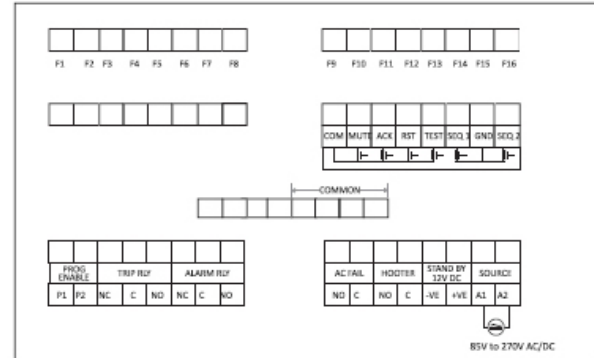 F1 F2 F3 F4 F5 F6 F7 F8
F9 F10 F11 F12 F13 F14 F15 F16
COM MUTE ACK RST TEST SEQ 1 GND SEQ 2
COMMON
PROG ENABLE TRIP RLY ALARM RLY
P1 P2 NC C NO NC C NO
AC FAIL HOOTER STAND BY 12V DC SOURCE
NO C NO C -VE +VE A1 A2
85V to 270V AC/DC